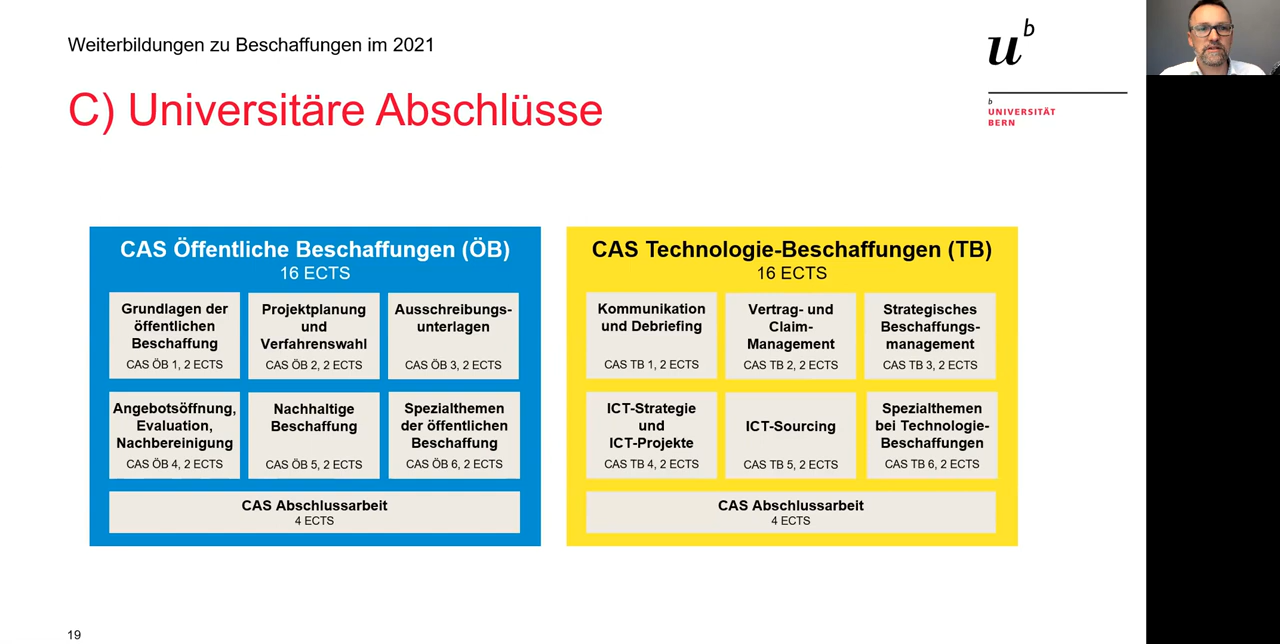 Weiterbildungen zu Beschaffungen im 2021
C) Universitäre Abschlüsse
u b
b
UNIVERSITÄT
BERN
CAS Öffentliche Beschaffungen (ÖB)
16 ECTS
Grundlagen der
öffentlichen
Beschaffung
CAS ÖB 1, 2 ECTS
Projektplanung
und
Verfahrenswahl
CAS ÖB 2, 2 ECTS
Ausschreibungs-
unterlagen
CAS ÖB 3, 2 ECTS
Angebotsöffnung,
Evaluation,
Nachbereinigung
CAS ÖB 4, 2 ECTS
Nachhaltige
Beschaffung
CAS ÖB 5, 2 ECTS
Spezialthemen
der öffentlichen
Beschaffung
CAS ÖB 6, 2 ECTS
CAS Abschlussarbeit
4 ECTS
CAS Technologie-Beschaffungen (TB)
16 ECTS
Kommunikation
und Debriefing
CAS TB 1, 2 ECTS
Vertrag- und
Claim-
Management
CAS TB 2, 2 ECTS
Strategisches
Beschaffungs-
management
CAS TB 3, 2 ECTS
ICT-Strategie
und
ICT-Projekte
CAS TB 4, 2 ECTS
ICT-Sourcing
CAS TB 5, 2 ECTS
Spezialthemen
bei Technologie-
Beschaffungen
CAS TB 6, 2 ECTS
CAS Abschlussarbeit
4 ECTS
19